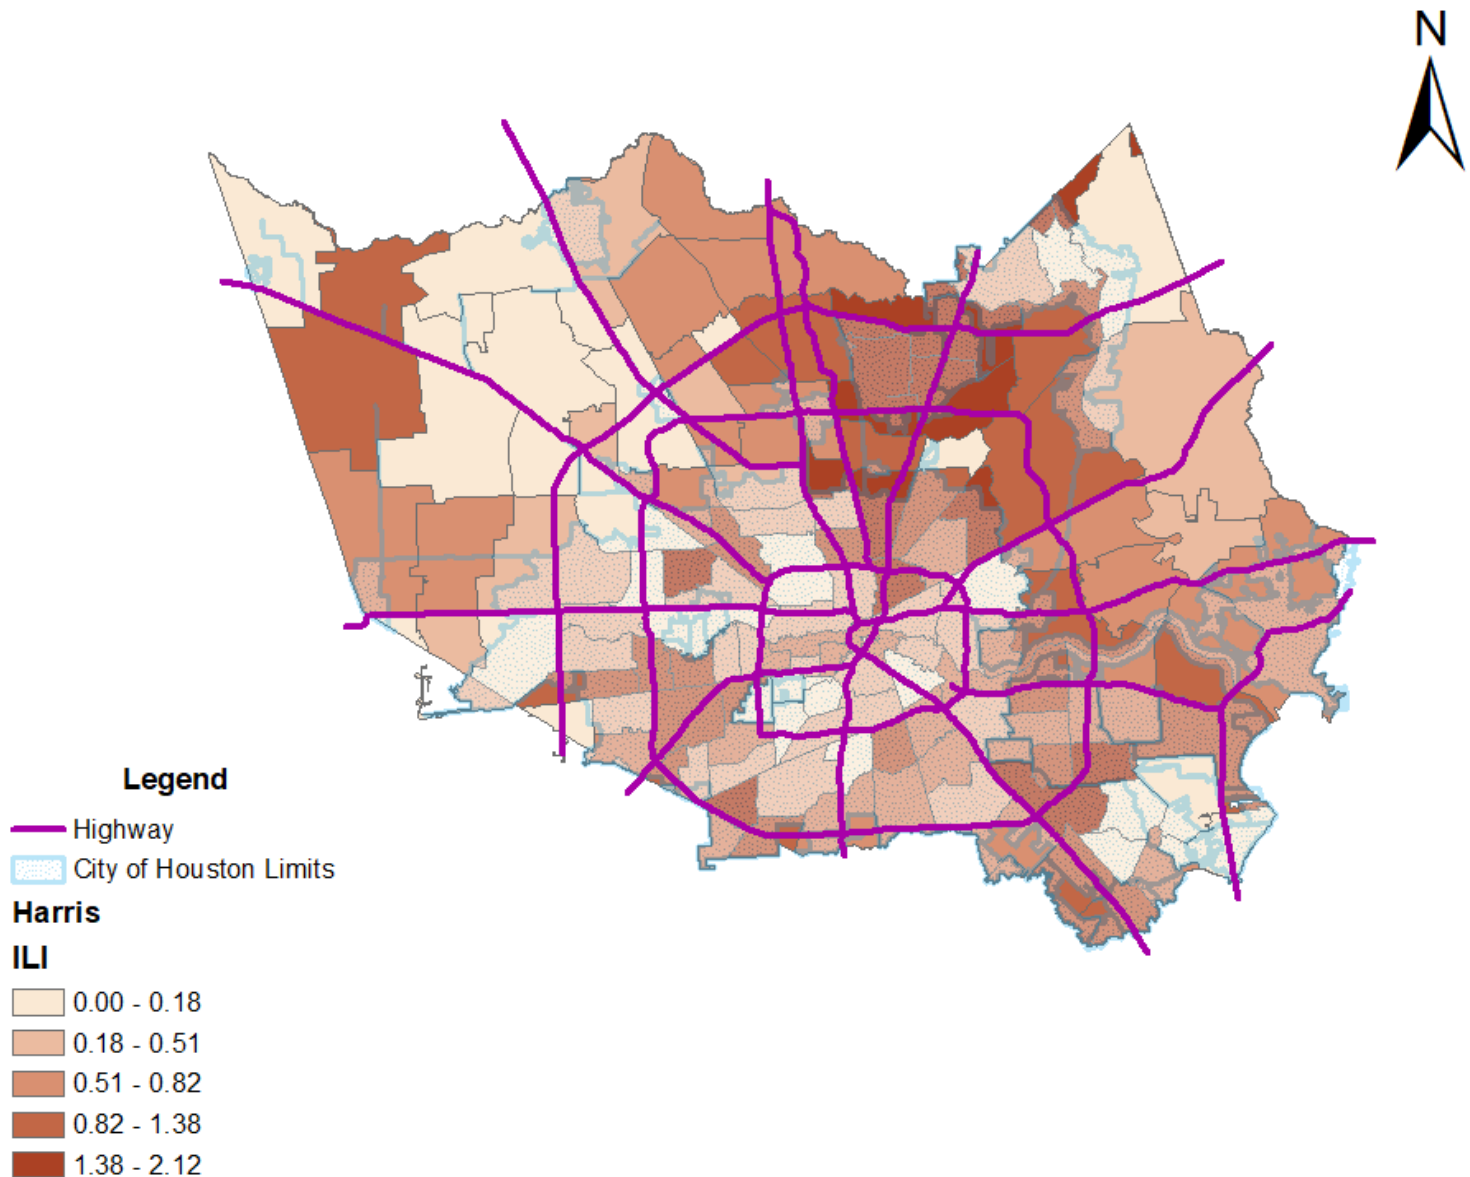 N
Legend
Highway
City of Houston Limits
Harris
ILI
0.00 - 0.18
0.18 - 0.51
0.51 - 0.82
0.82 - 1.38
1.38 - 2.12